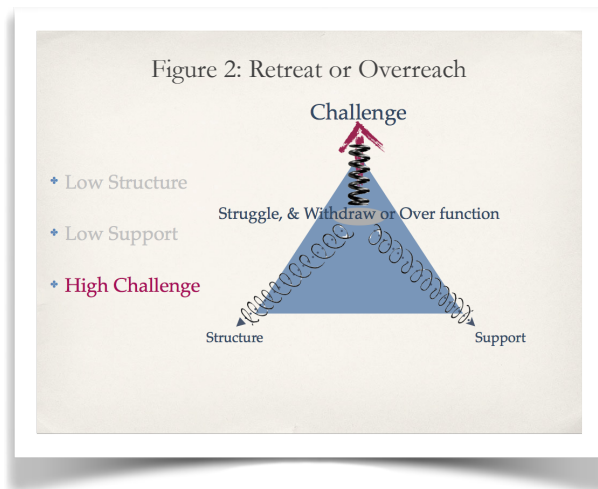 Figure 2: Retreat or Overreach
Challenge
Low Structure
Struggle, & Withdraw or Over function
Low Support
High Challenge
Structure
Support